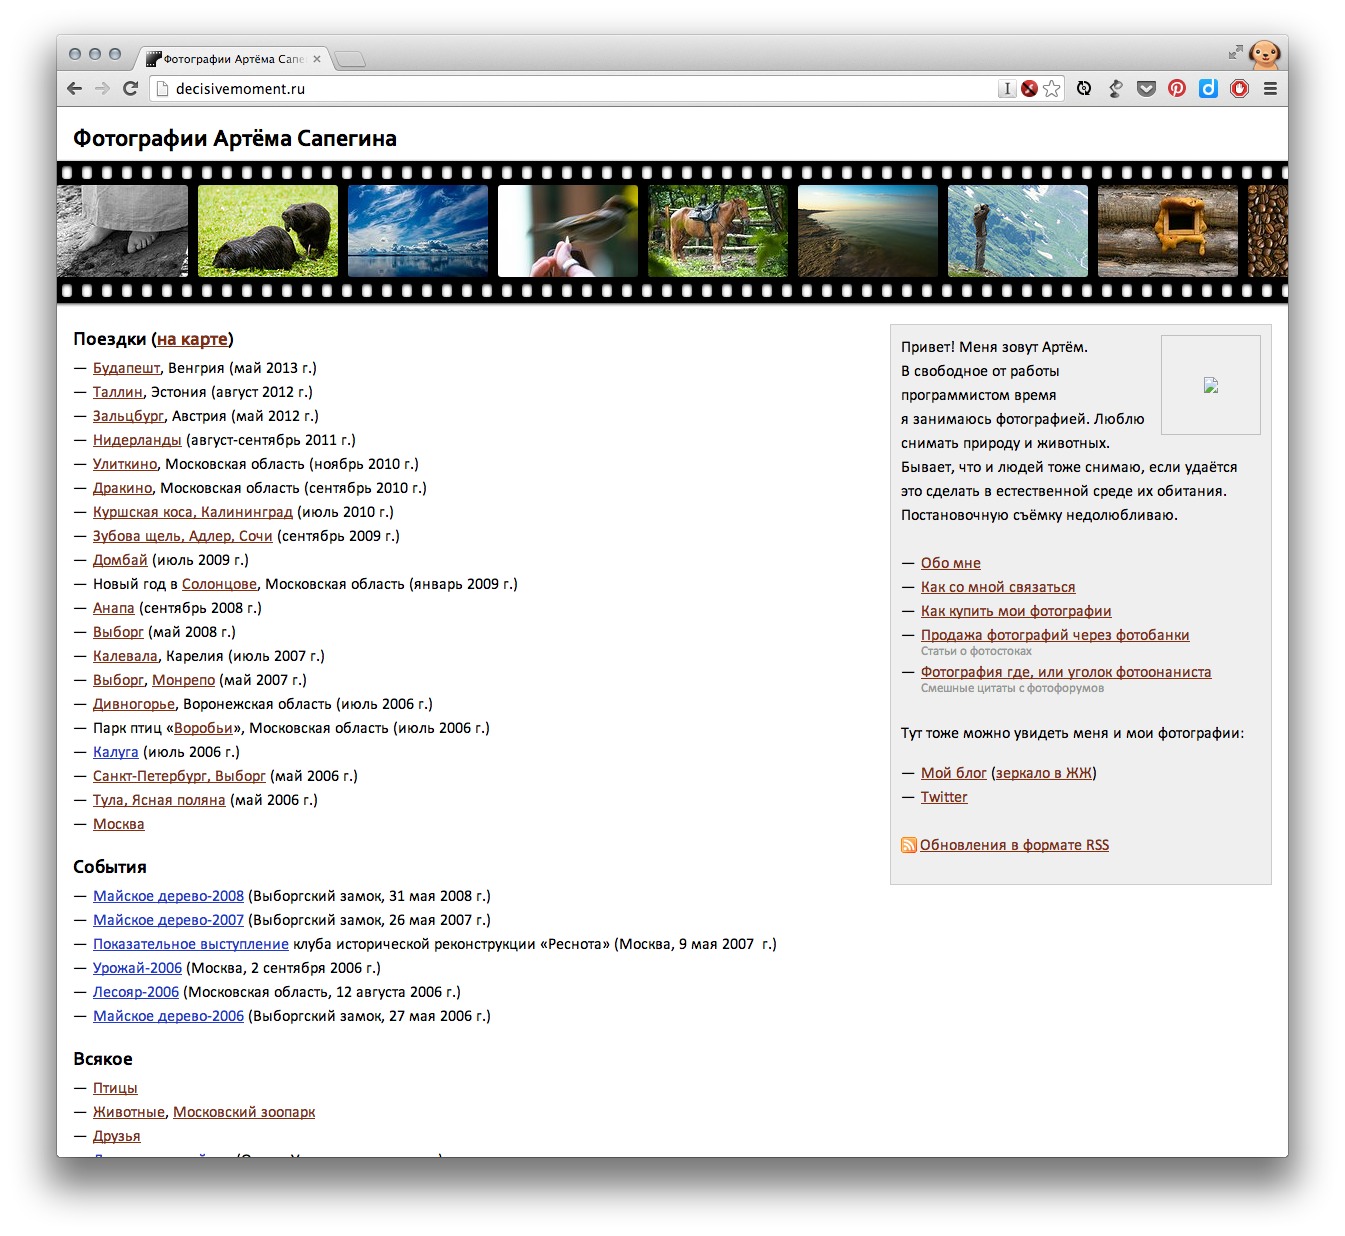 Фотографии Артёма Сапе
decisivemoment.ru
Фотографии Артёма Сапегина
Поездки (на карте)
— Будапешт, Венгрия (май 2013 г.)
— Таллин, Эстония (август 2012 г.)
— Зальцбург, Австрия (май 2012 г.)
— Нидерланды (август-сентябрь 2011 г.)
— Улиткино, Московская область (ноябрь 2010 г.)
— Дракино, Московская область (сентябрь 2010 г.)
— Куршская коса, Калининград (июль 2010 г.)
— Зубова щель, Адлер, Сочи (сентябрь 2009 г.)
— Домбай (июль 2009 г.)
— Новый год в Солонцове, Московская область (январь 2009 г.)
— Анапа (сентябрь 2008 г.)
— Выборг (май 2008 г.)
— Калевала, Карелия (июль 2007 г.)
— Выборг, Монрепо (май 2007 г.)
— Дивногорье, Воронежская область (июль 2006 г.)
— Парк птиц «Воробьи», Московская область (июль 2006 г.)
— Калуга (июль 2006 г.)
— Санкт-Петербург, Выборг (май 2006 г.)
— Тула, Ясная поляна (май 2006 г.)
— Москва
События
— Майское дерево-2008 (Выборгский замок, 31 мая 2008 г.)
— Майское дерево-2007 (Выборгский замок, 26 мая 2007 г.)
— Показательное выступление клуба исторической реконструкции «Реснота» (Москва, 9 мая 2007 г.)
— Урожай-2006 (Москва, 2 сентября 2006 г.)
— Лесояр-2006 (Московская область, 12 августа 2006 г.)
— Майское дерево-2006 (Выборгский замок, 27 мая 2006 г.)
Всякое
— Птицы
— Животные, Московский зоопарк
— Друзья
Привет! Меня зовут Артём.
В свободное от работы
программистом время
я занимаюсь фотографией. Люблю
снимать природу и животных.
Бывает, что и людей тоже снимаю, если удаётся
это сделать в естественной среде их обитания.
Постановочную съёмку недолюбливаю.
— Обо мне
— Как со мной связаться
— Как купить мои фотографии
— Продажа фотографий через фотобанки
Статьи о фотостоках
— Фотография где, или уголок фотоонаниста
Смешные цитаты с фотофорумов
Тут тоже можно увидеть меня и мои фотографии:
— Мой блог (зеркало в ЖЖ)
— Twitter
Обновления в формате RSS